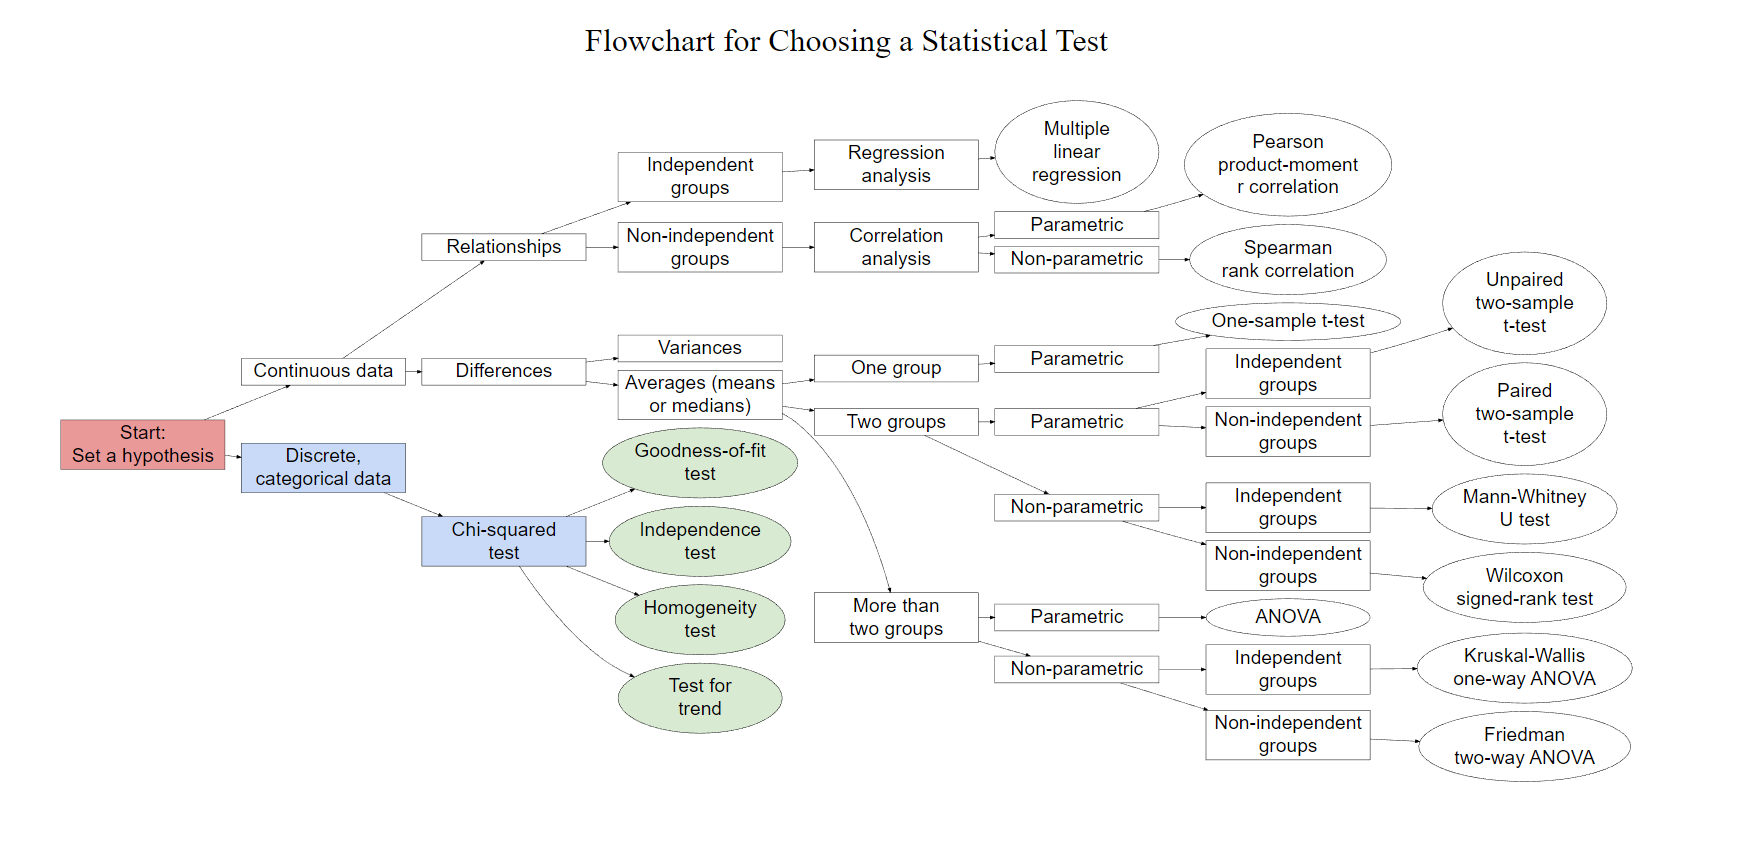 Flowchart for Choosing a Statistical Test
Start:
Set a hypothesis
Continuous data
Discrete,
categorical data
Relationships
Differences
Chi-squared
test
Independent
groups
Non-independent
groups
Variances
Averages (means
or medians)
Goodness-of-fit
test
Independence
test
Homogeneity
test
Test for
trend
Regression
analysis
Correlation
analysis
One group
Two groups
More than
two groups
Multiple
linear
regression
Parametric
Non-parametric
Parametric
Parametric
Non-parametric
Parametric
Non-parametric
Pearson
product-moment
r correlation
Spearman
rank correlation
One-sample t-test
Independent
groups
Non-independent
groups
Independent
groups
Non-independent
groups
ANOVA
Independent
groups
Non-independent
groups
Unpaired
two-sample
t-test
Paired
two-sample
t-test
Mann-Whitney
U test
Wilcoxon
signed-rank test
Kruskal-Wallis
one-way ANOVA
Friedman
two-way ANOVA